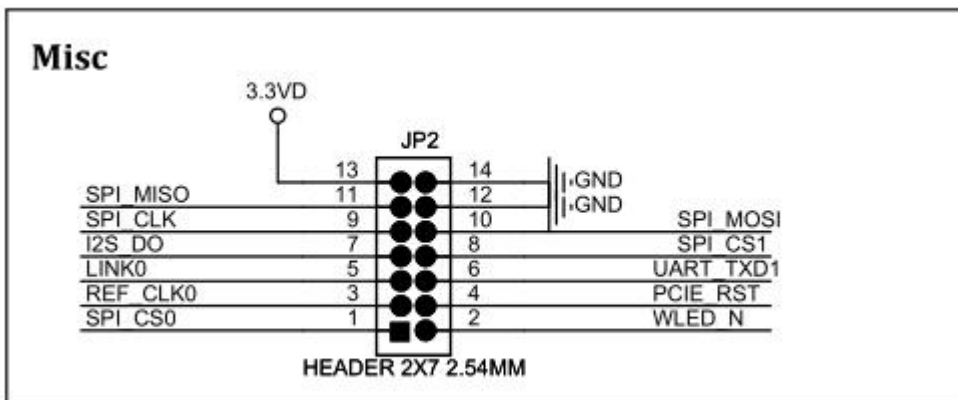 Misc
3.3VD
JP2
13 14 GND
SPI_MISO 11 12 GND
SPI_CLK 9 10 SPI_MOSI
I2S_DO 7 8 SPI_CS1
LINK0 5 6 UART_TXD1
REF_CLK0 3 4 PCIE_RST
SPI_CS0 1 2 WLED_N
HEADER 2X7 2.54MM